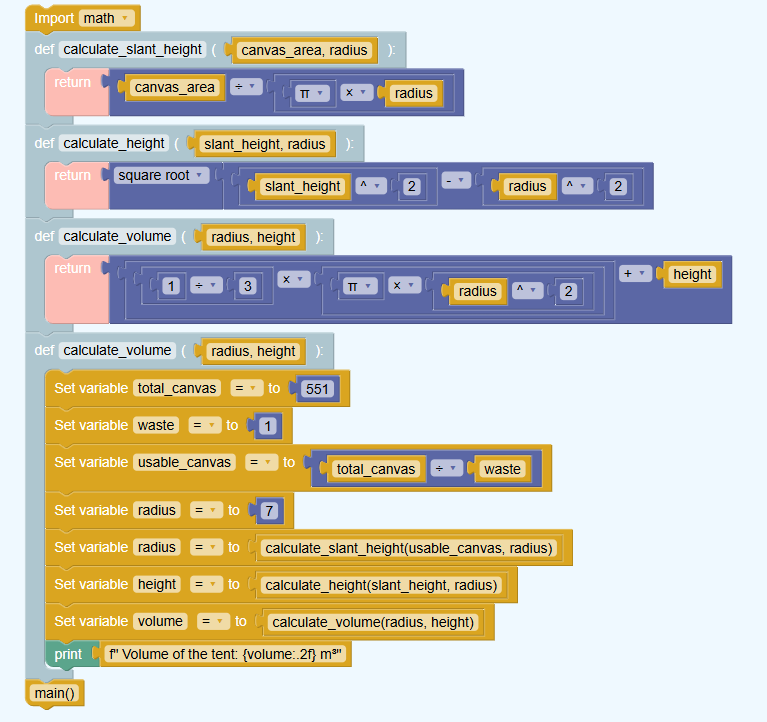 Import math
def calculate_slant_height ( canvas_area, radius ):
return canvas_area ÷ π × radius
def calculate_height ( slant_height, radius ):
return square root slant_height ^ 2 - radius ^ 2
def calculate_volume ( radius, height ):
return 1 ÷ 3 × π × radius ^ 2 + height
def calculate_volume ( radius, height ):
Set variable total_canvas = to 551
Set variable waste = to 1
Set variable usable_canvas = to total_canvas ÷ waste
Set variable radius = to 7
Set variable radius = to calculate_slant_height(usable_canvas, radius)
Set variable height = to calculate_height(slant_height, radius)
Set variable volume = to calculate_volume(radius, height)
print f" Volume of the tent: {volume:.2f} m³"
main()